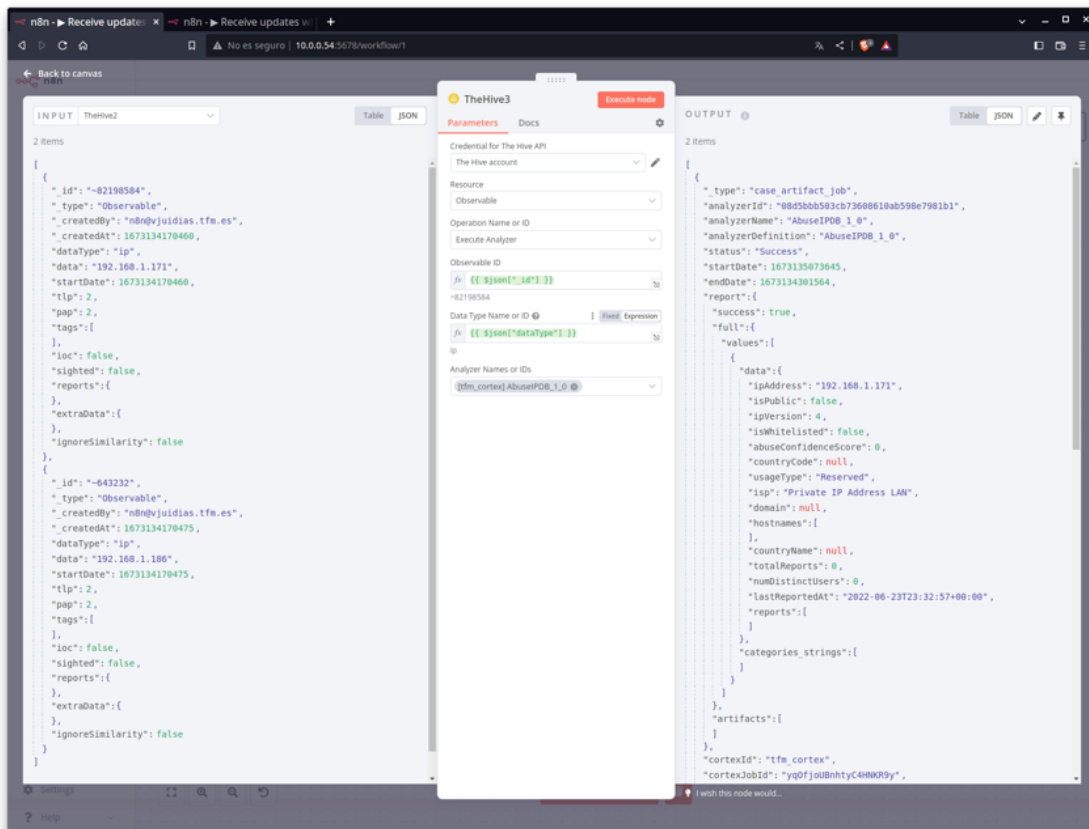 n8n - ▶ Receive updates
n8n - ▶ Receive updates w
No es seguro | 10.0.0.54:5678/workflow/1
Back to canvas
n8n
INPUT TheHive2
Table JSON
2 items
[
{
"_id": "~82198584",
"_type": "Observable",
"_createdBy": "n8n@vjuidias.tfm.es",
"_createdAt": 1673134170460,
"dataType": "ip",
"data": "192.168.1.171",
"startDate": 1673134170460,
"tlp": 2,
"pap": 2,
"tags":[
],
"ioc": false,
"sighted": false,
"reports":{
},
"extraData":{
},
"ignoreSimilarity": false
},
{
"_id": "~643232",
"_type": "Observable",
"_createdBy": "n8n@vjuidias.tfm.es",
"_createdAt": 1673134170475,
"dataType": "ip",
"data": "192.168.1.186",
"startDate": 1673134170475,
"tlp": 2,
"pap": 2,
"tags":[
],
"ioc": false,
"sighted": false,
"reports":{
},
"extraData":{
},
"ignoreSimilarity": false
}
]
Settings
Help
TheHive3
Execute node
Parameters Docs
Credential for The Hive API
The Hive account
Resource
Observable
Operation Name or ID
Execute Analyzer
Observable ID
fx {{ $json["_id"] }}
~82198584
Data Type Name or ID Fixed Expression
fx {{ $json["dataType"] }}
ip
Analyzer Names or IDs
[tfm_cortex] AbuseIPDB_1_0
OUTPUT
Table JSON
2 items
[
{
"_type": "case_artifact_job",
"analyzerId": "08d5bbb503cb73608610ab598e7981b1",
"analyzerName": "AbuseIPDB_1_0",
"analyzerDefinition": "AbuseIPDB_1_0",
"status": "Success",
"startDate": 1673135073645,
"endDate": 1673134301564,
"report":{
"success": true,
"full":{
"values":[
{
"data":{
"ipAddress": "192.168.1.171",
"isPublic": false,
"ipVersion": 4,
"isWhitelisted": false,
"abuseConfidenceScore": 0,
"countryCode": null,
"usageType": "Reserved",
"isp": "Private IP Address LAN",
"domain": null,
"hostnames":[
],
"countryName": null,
"totalReports": 0,
"numDistinctUsers": 0,
"lastReportedAt": "2022-06-23T23:32:57+00:00",
"reports":[
]
},
"categories_strings":[
]
}
]
},
"artifacts":[
]
},
"cortexId": "tfm_cortex",
"cortexJobId": "yqOfjoUBnhtyC4HNKR9y",
I wish this node would...